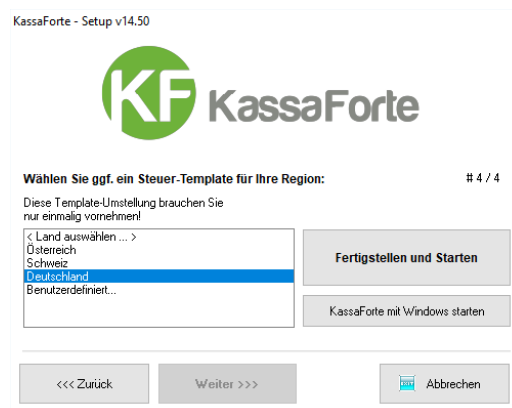 KassaForte - Setup v14.50
KF KassaForte
Wählen Sie ggf. ein Steuer-Template für Ihre Region:
# 4 / 4
Diese Template-Umstellung brauchen Sie
nur einmalig vornehmen!
< Land auswählen ... >
Österreich
Schweiz
Deutschland
Benutzerdefiniert...
Fertigstellen und Starten
KassaForte mit Windows starten
<<< Zurück
Weiter >>>
Abbrechen